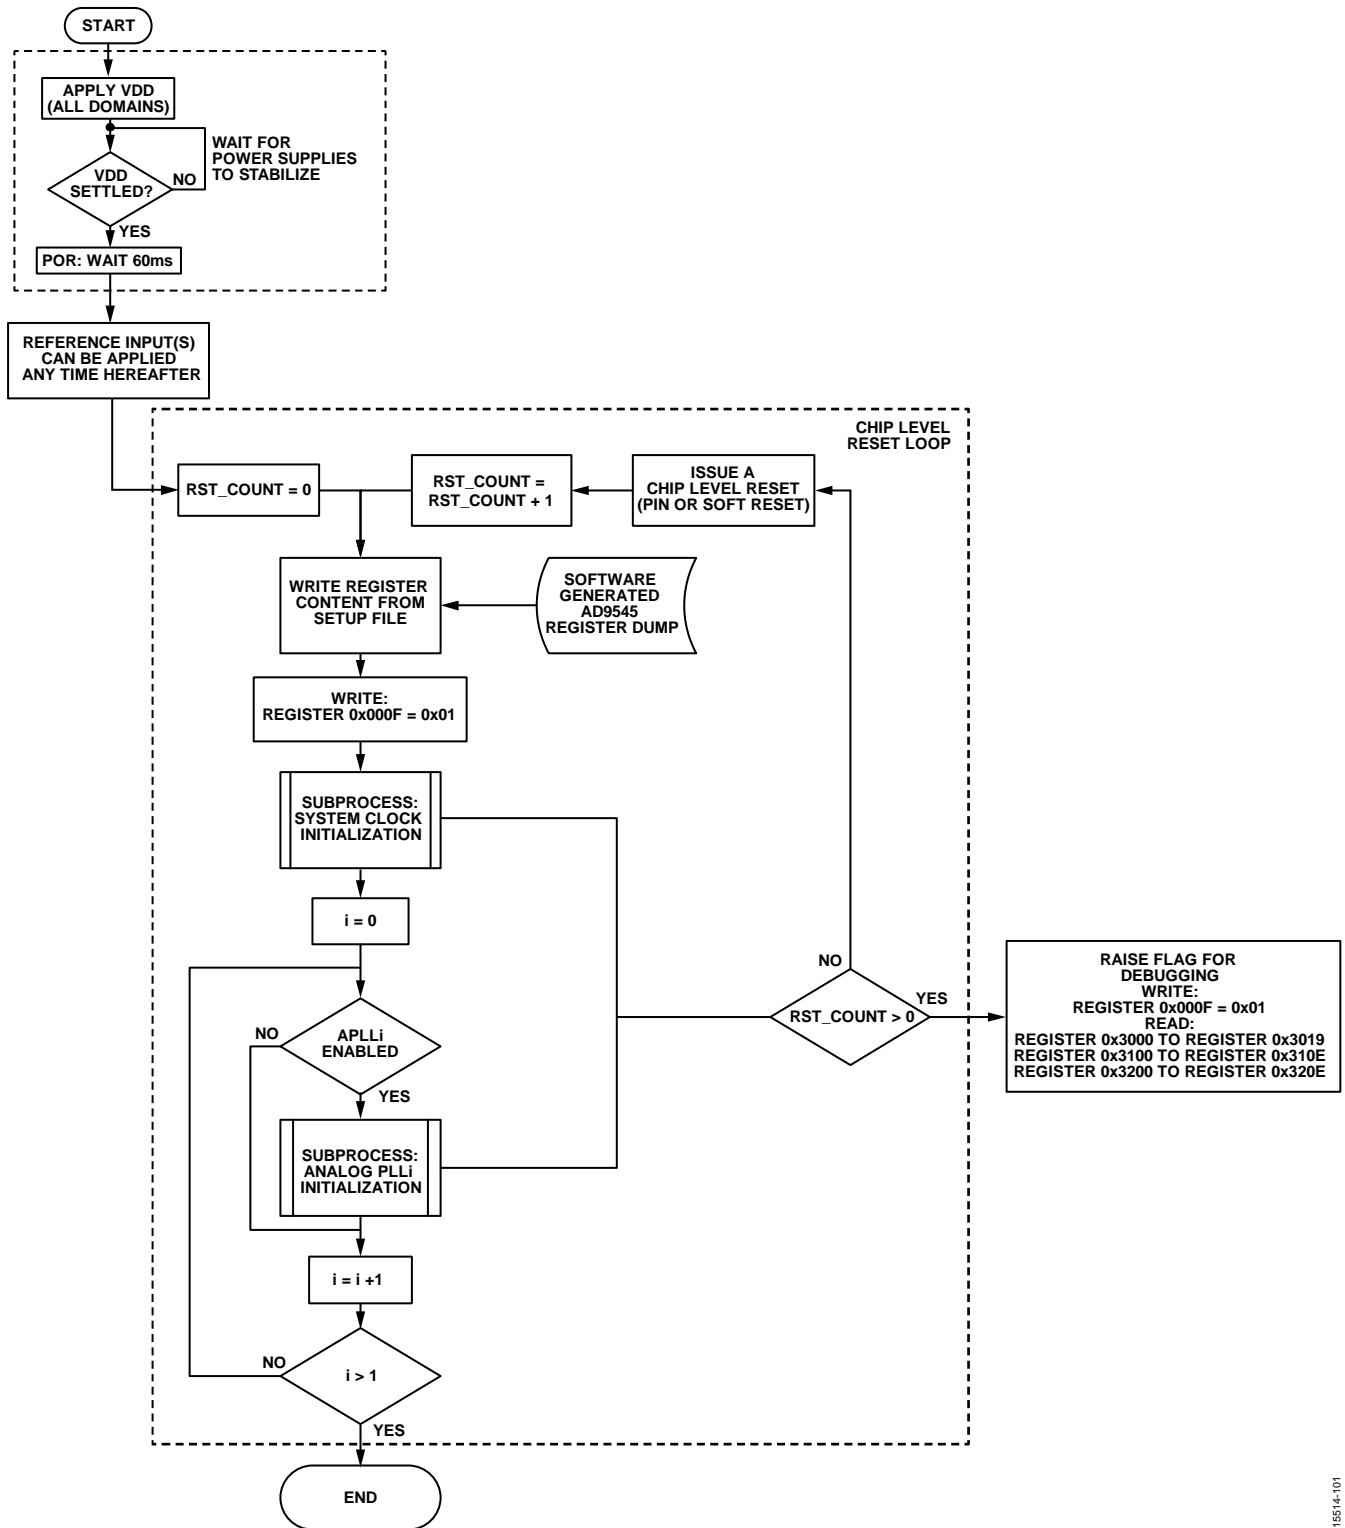 START
APPLY VDD
(ALL DOMAINS)
WAIT FOR
POWER SUPPLIES
TO STABILIZE
VDD
SETTLED?
NO
YES
POR: WAIT 60ms
REFERENCE INPUT(S)
CAN BE APPLIED
ANY TIME HEREAFTER
CHIP LEVEL
RESET LOOP
RST_COUNT = 0
RST_COUNT =
RST_COUNT + 1
ISSUE A
CHIP LEVEL RESET
(PIN OR SOFT RESET)
WRITE REGISTER
CONTENT FROM
SETUP FILE
SOFTWARE
GENERATED
AD9545
REGISTER DUMP
WRITE:
REGISTER 0x000F = 0x01
SUBPROCESS:
SYSTEM CLOCK
INITIALIZATION
i = 0
NO
APLLi
ENABLED
YES
RST_COUNT > 0
NO
YES
RAISE FLAG FOR
DEBUGGING
WRITE:
REGISTER 0x000F = 0x01
READ:
REGISTER 0x3000 TO REGISTER 0x3019
REGISTER 0x3100 TO REGISTER 0x310E
REGISTER 0x3200 TO REGISTER 0x320E
SUBPROCESS:
ANALOG PLLi
INITIALIZATION
i = i +1
NO
i > 1
YES
END
15514-101